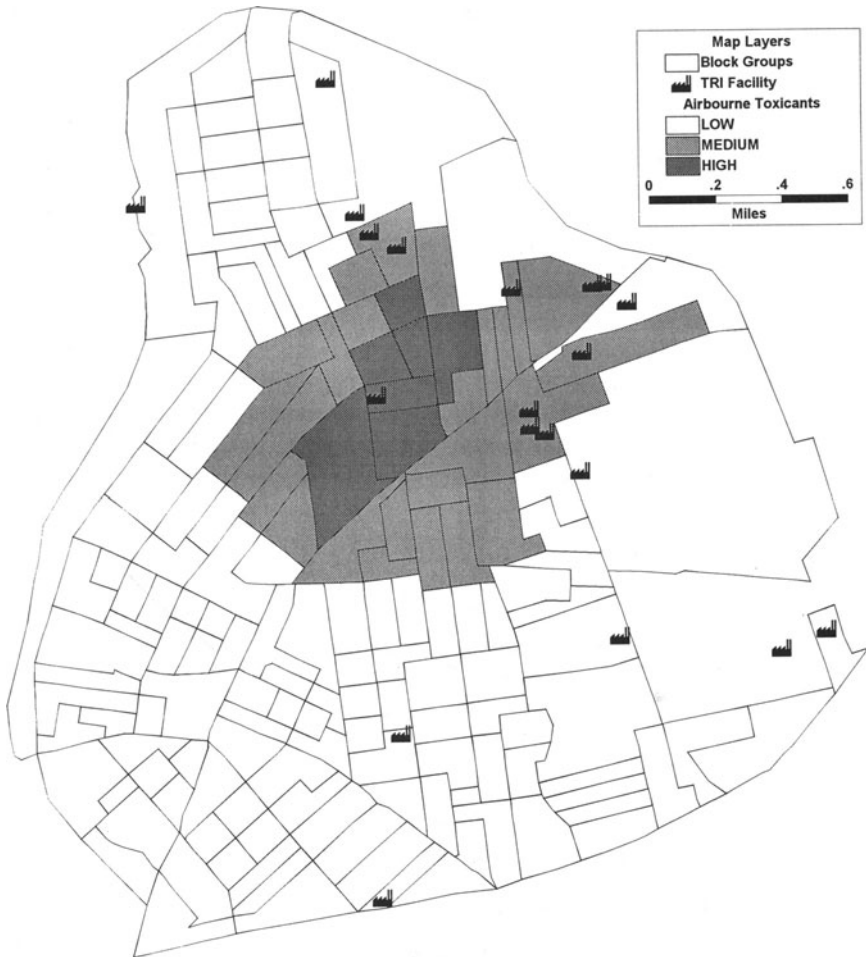 Map Layers
Block Groups
TRI Facility
Airbourne Toxicants
LOW
MEDIUM
HIGH
0 .2 .4 .6
Miles